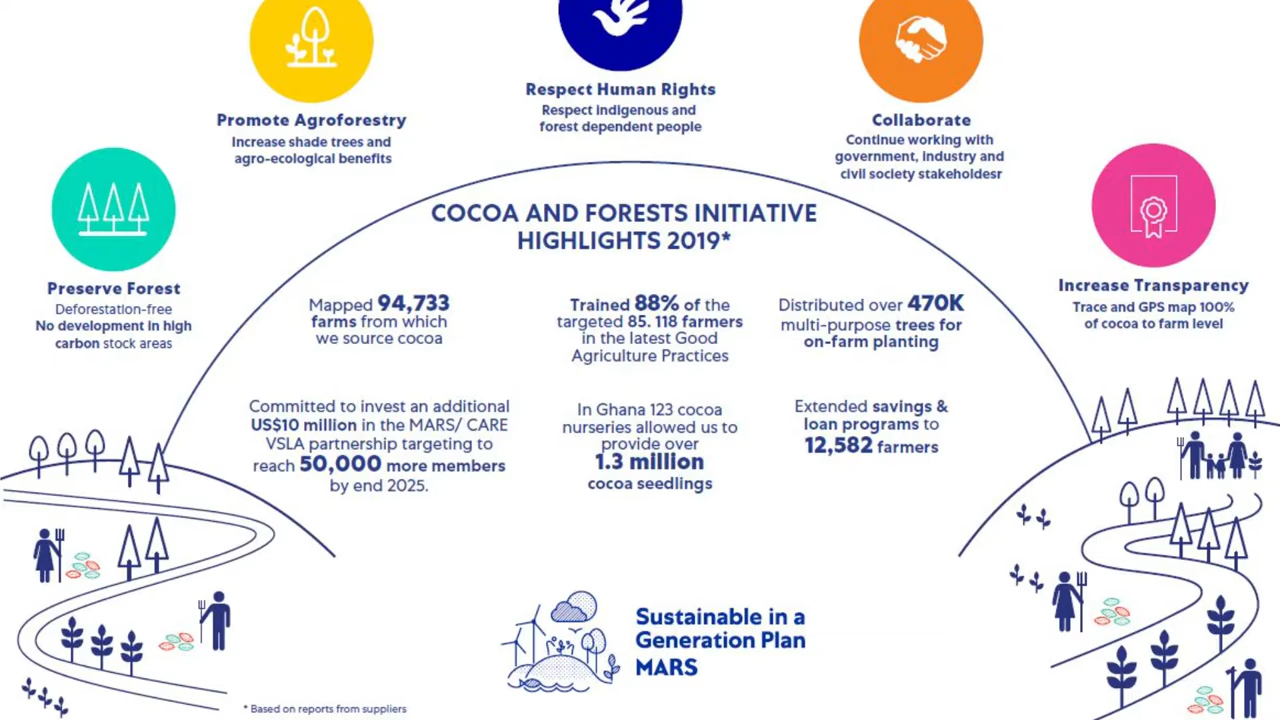 Respect Human Rights
Respect indigenous and
forest dependent people
Promote Agroforestry
Increase shade trees and
agro-ecological benefits
Collaborate
Continue working with
government, industry and
civil society stakeholdesr
Preserve Forest
Deforestation-free
No development in high
carbon stock areas
Increase Transparency
Trace and GPS map 100%
of cocoa to farm level
COCOA AND FORESTS INITIATIVE
HIGHLIGHTS 2019*
Mapped 94,733
farms from which
we source cocoa
Trained 88% of the
targeted 85. 118 farmers
in the latest Good
Agriculture Practices
Distributed over 470K
multi-purpose trees for
on-farm planting
Committed to invest an additional
US$10 million in the MARS/ CARE
VSLA partnership targeting to
reach 50,000 more members
by end 2025.
In Ghana 123 cocoa
nurseries allowed us to
provide over
1.3 million
cocoa seedlings
Extended savings &
loan programs to
12,582 farmers
Sustainable in a
Generation Plan
MARS
* Based on reports from suppliers